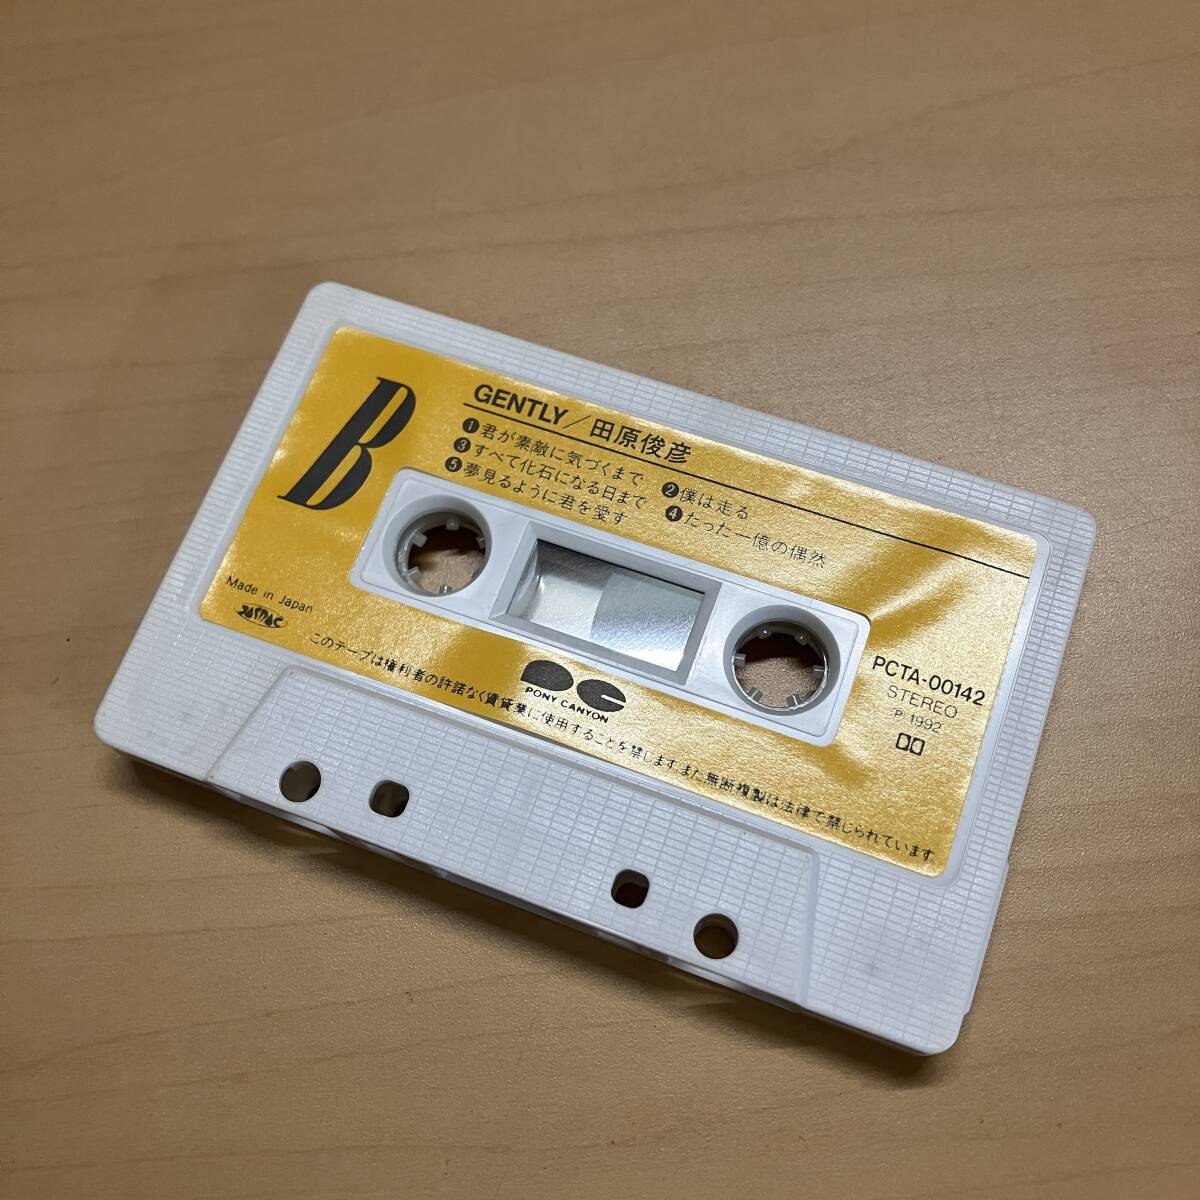 B
GENTLY/田原俊彦
❶君が素敵に気づくまで ❷僕は走る
❸すべて化石になる日まで ❹たった一億の偶然
❺夢見るように君を愛す
Made in Japan
JASRAC
PONY CANYON
PCTA-00142
STEREO
℗ 1992
このテープは権利者の許諾なく賃貸業に使用することを禁じます。また無断複製は法律で禁じられています。